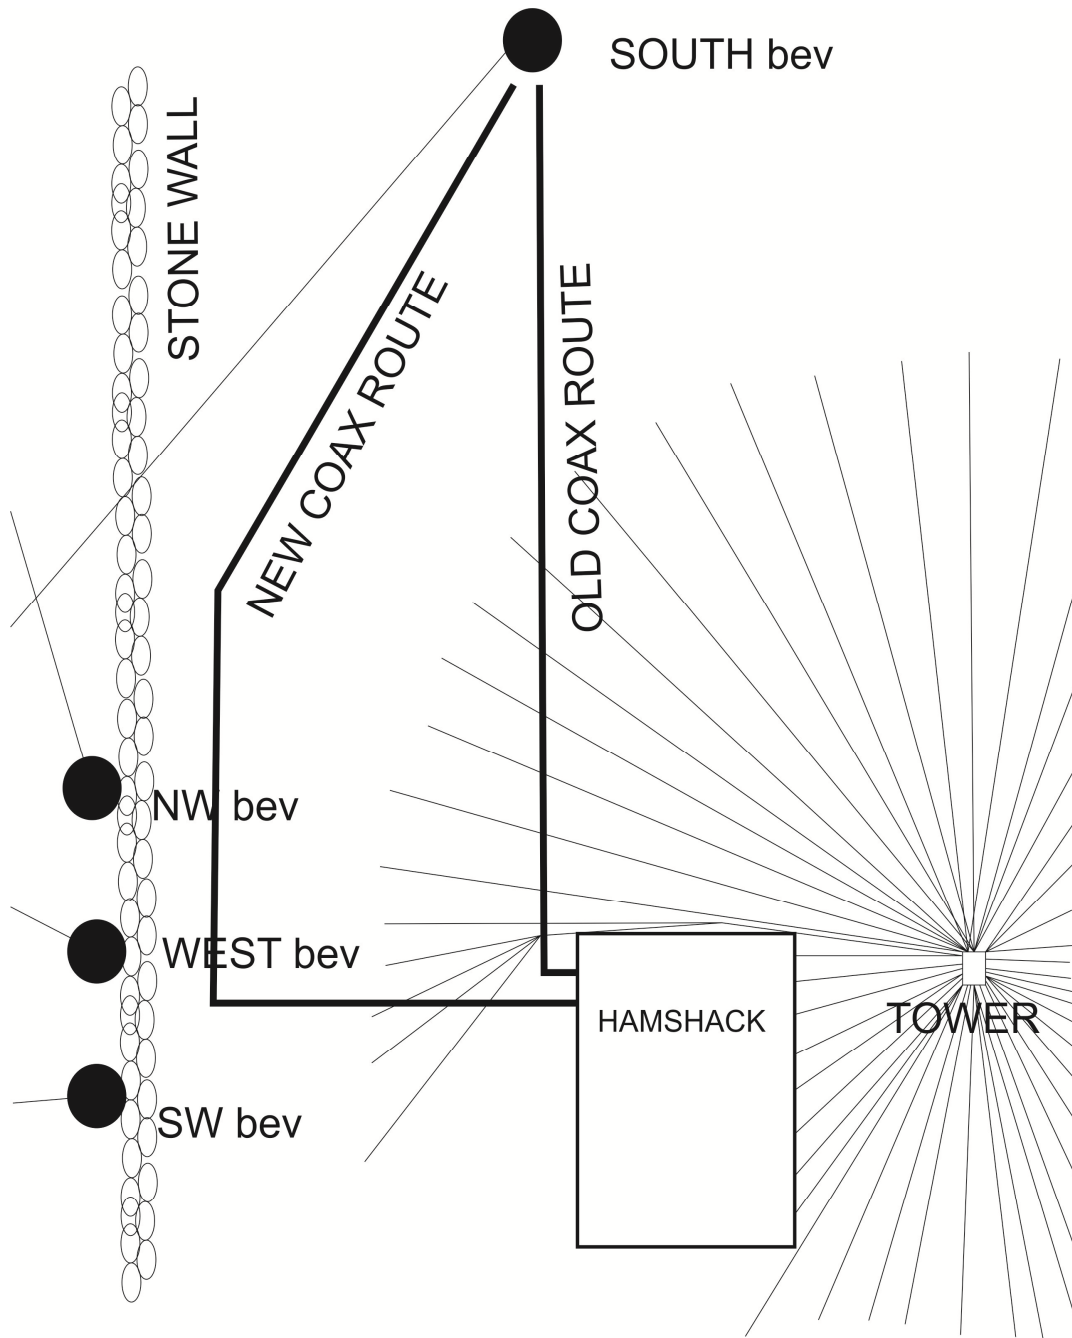 SOUTH bev
STONE WALL
NEW COAX ROUTE
OLD COAX ROUTE
NW bev
WEST bev
HAMSHACK
TOWER
SW bev